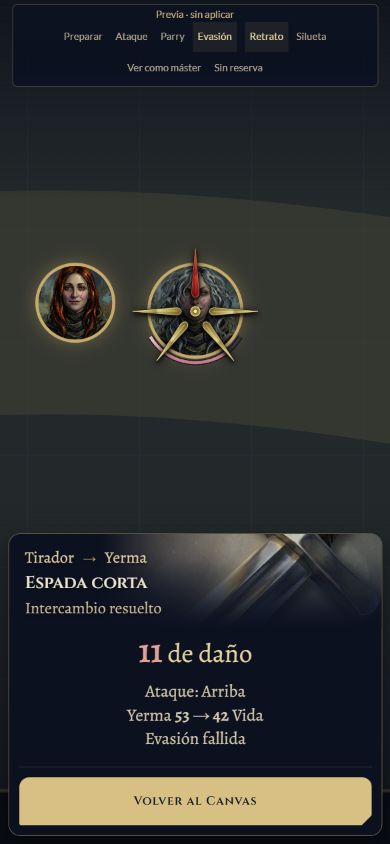 Previa · sin aplicar
Preparar Ataque Parry Evasión Retrato Silueta
Ver como máster Sin reserva
Tirador → Yerma
ESPADA CORTA
Intercambio resuelto
11 de daño
Ataque: Arriba
Yerma 53 → 42 Vida
Evasión fallida
VOLVER AL CANVAS